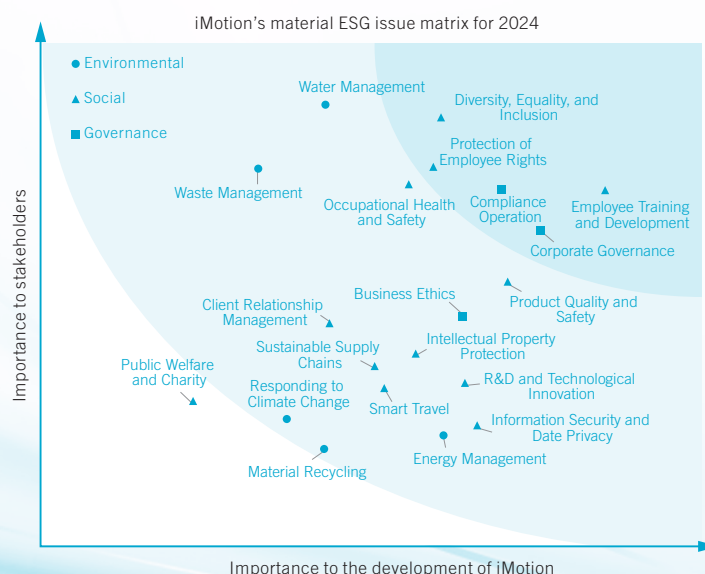 iMotion's material ESG issue matrix for 2024
Environmental
Social
Governance
Water Management
Diversity, Equality, and
Inclusion
Protection of
Employee Rights
Waste Management
Occupational Health
and Safety
Compliance
Operation
Employee Training
and Development
Corporate Governance
Importance to stakeholders
Client Relationship
Management
Business Ethics
Product Quality and
Safety
Sustainable Supply
Chains
Intellectual Property
Protection
Public Welfare
and Charity
Responding to
Climate Change
Smart Travel
R&D and Technological
Innovation
Information Security and
Date Privacy
Material Recycling
Energy Management
Importance to the development of iMotion